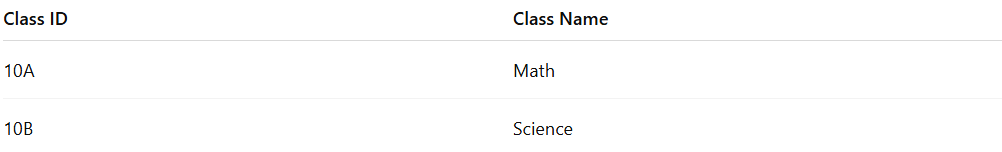 Class ID Class Name
10A Math
10B Science